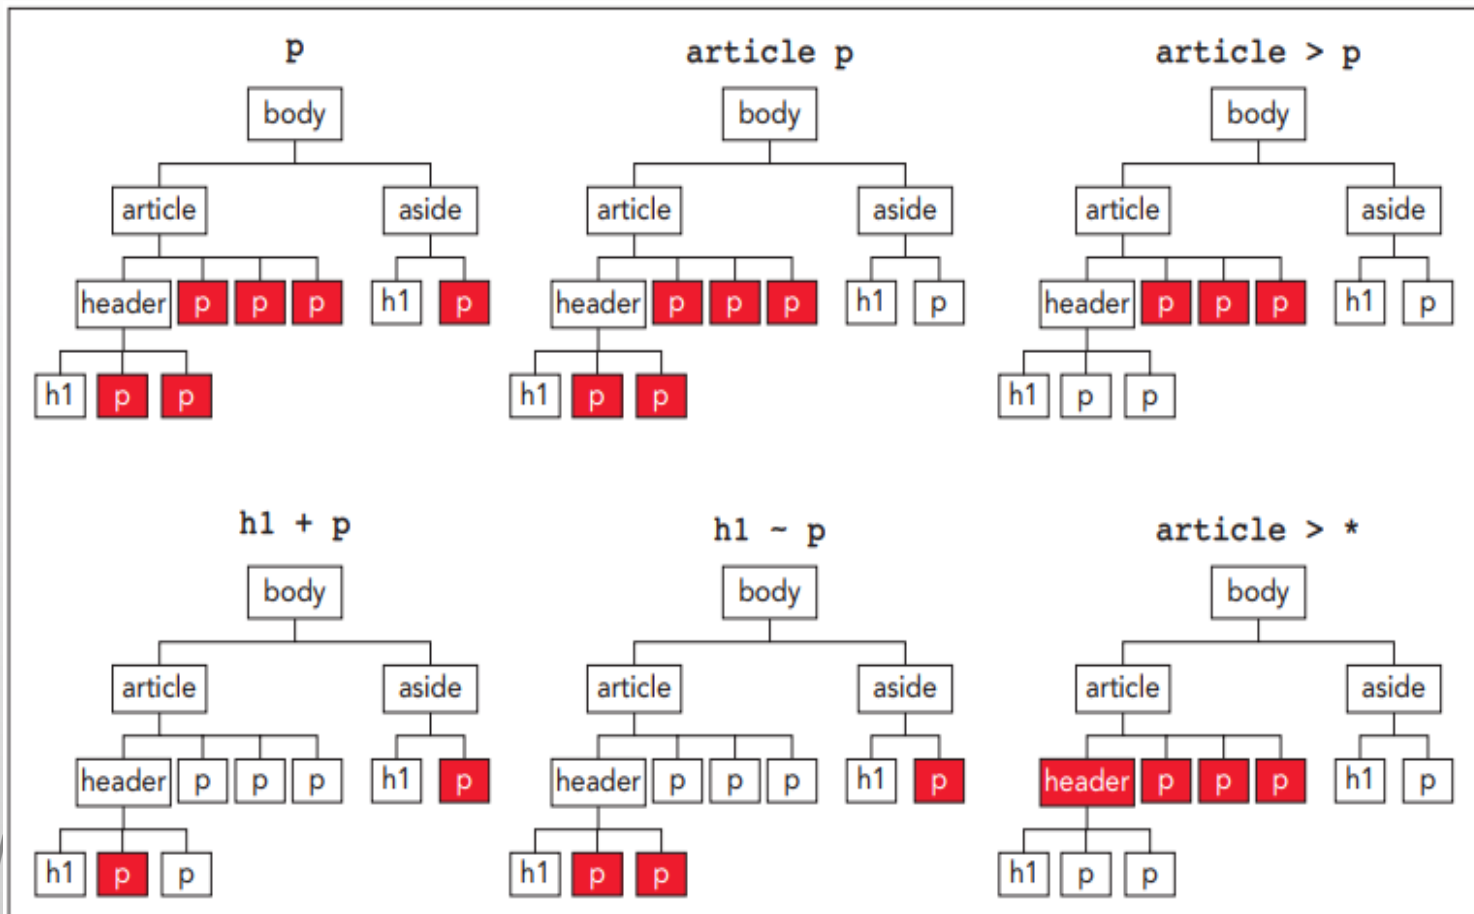 p article p article > p
body body body
article aside article aside article aside
header p p p h1 p header p p p h1 p header p p p h1 p
h1 p p h1 p p h1 p p
h1 + p h1 ~ p article > *
body body body
article aside article aside article aside
header p p p h1 p header p p p h1 p header p p p h1 p
h1 p p h1 p p h1 p p